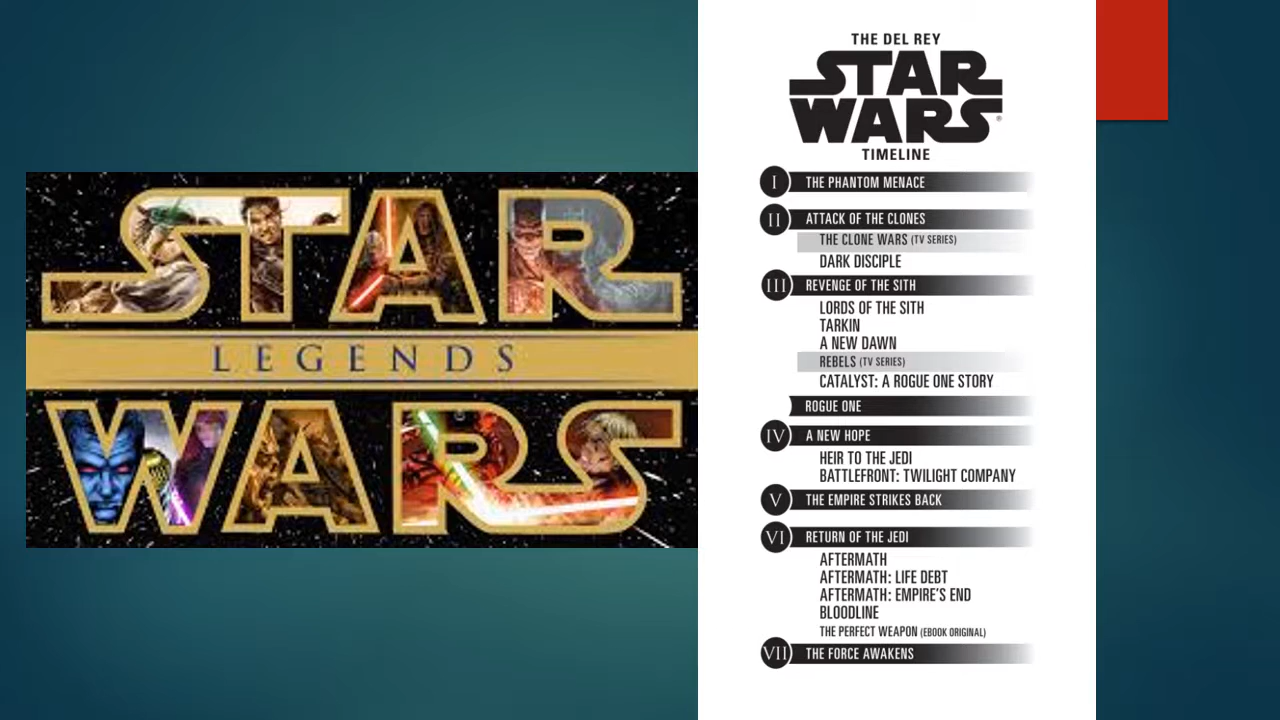 STAR
LEGENDS
WARS
THE DEL REY
STAR
WARS®
TIMELINE
I THE PHANTOM MENACE
II ATTACK OF THE CLONES
THE CLONE WARS (TV SERIES)
DARK DISCIPLE
III REVENGE OF THE SITH
LORDS OF THE SITH
TARKIN
A NEW DAWN
REBELS (TV SERIES)
CATALYST: A ROGUE ONE STORY
ROGUE ONE
IV A NEW HOPE
HEIR TO THE JEDI
BATTLEFRONT: TWILIGHT COMPANY
V THE EMPIRE STRIKES BACK
VI RETURN OF THE JEDI
AFTERMATH
AFTERMATH: LIFE DEBT
AFTERMATH: EMPIRE'S END
BLOODLINE
THE PERFECT WEAPON (EBOOK ORIGINAL)
VII THE FORCE AWAKENS